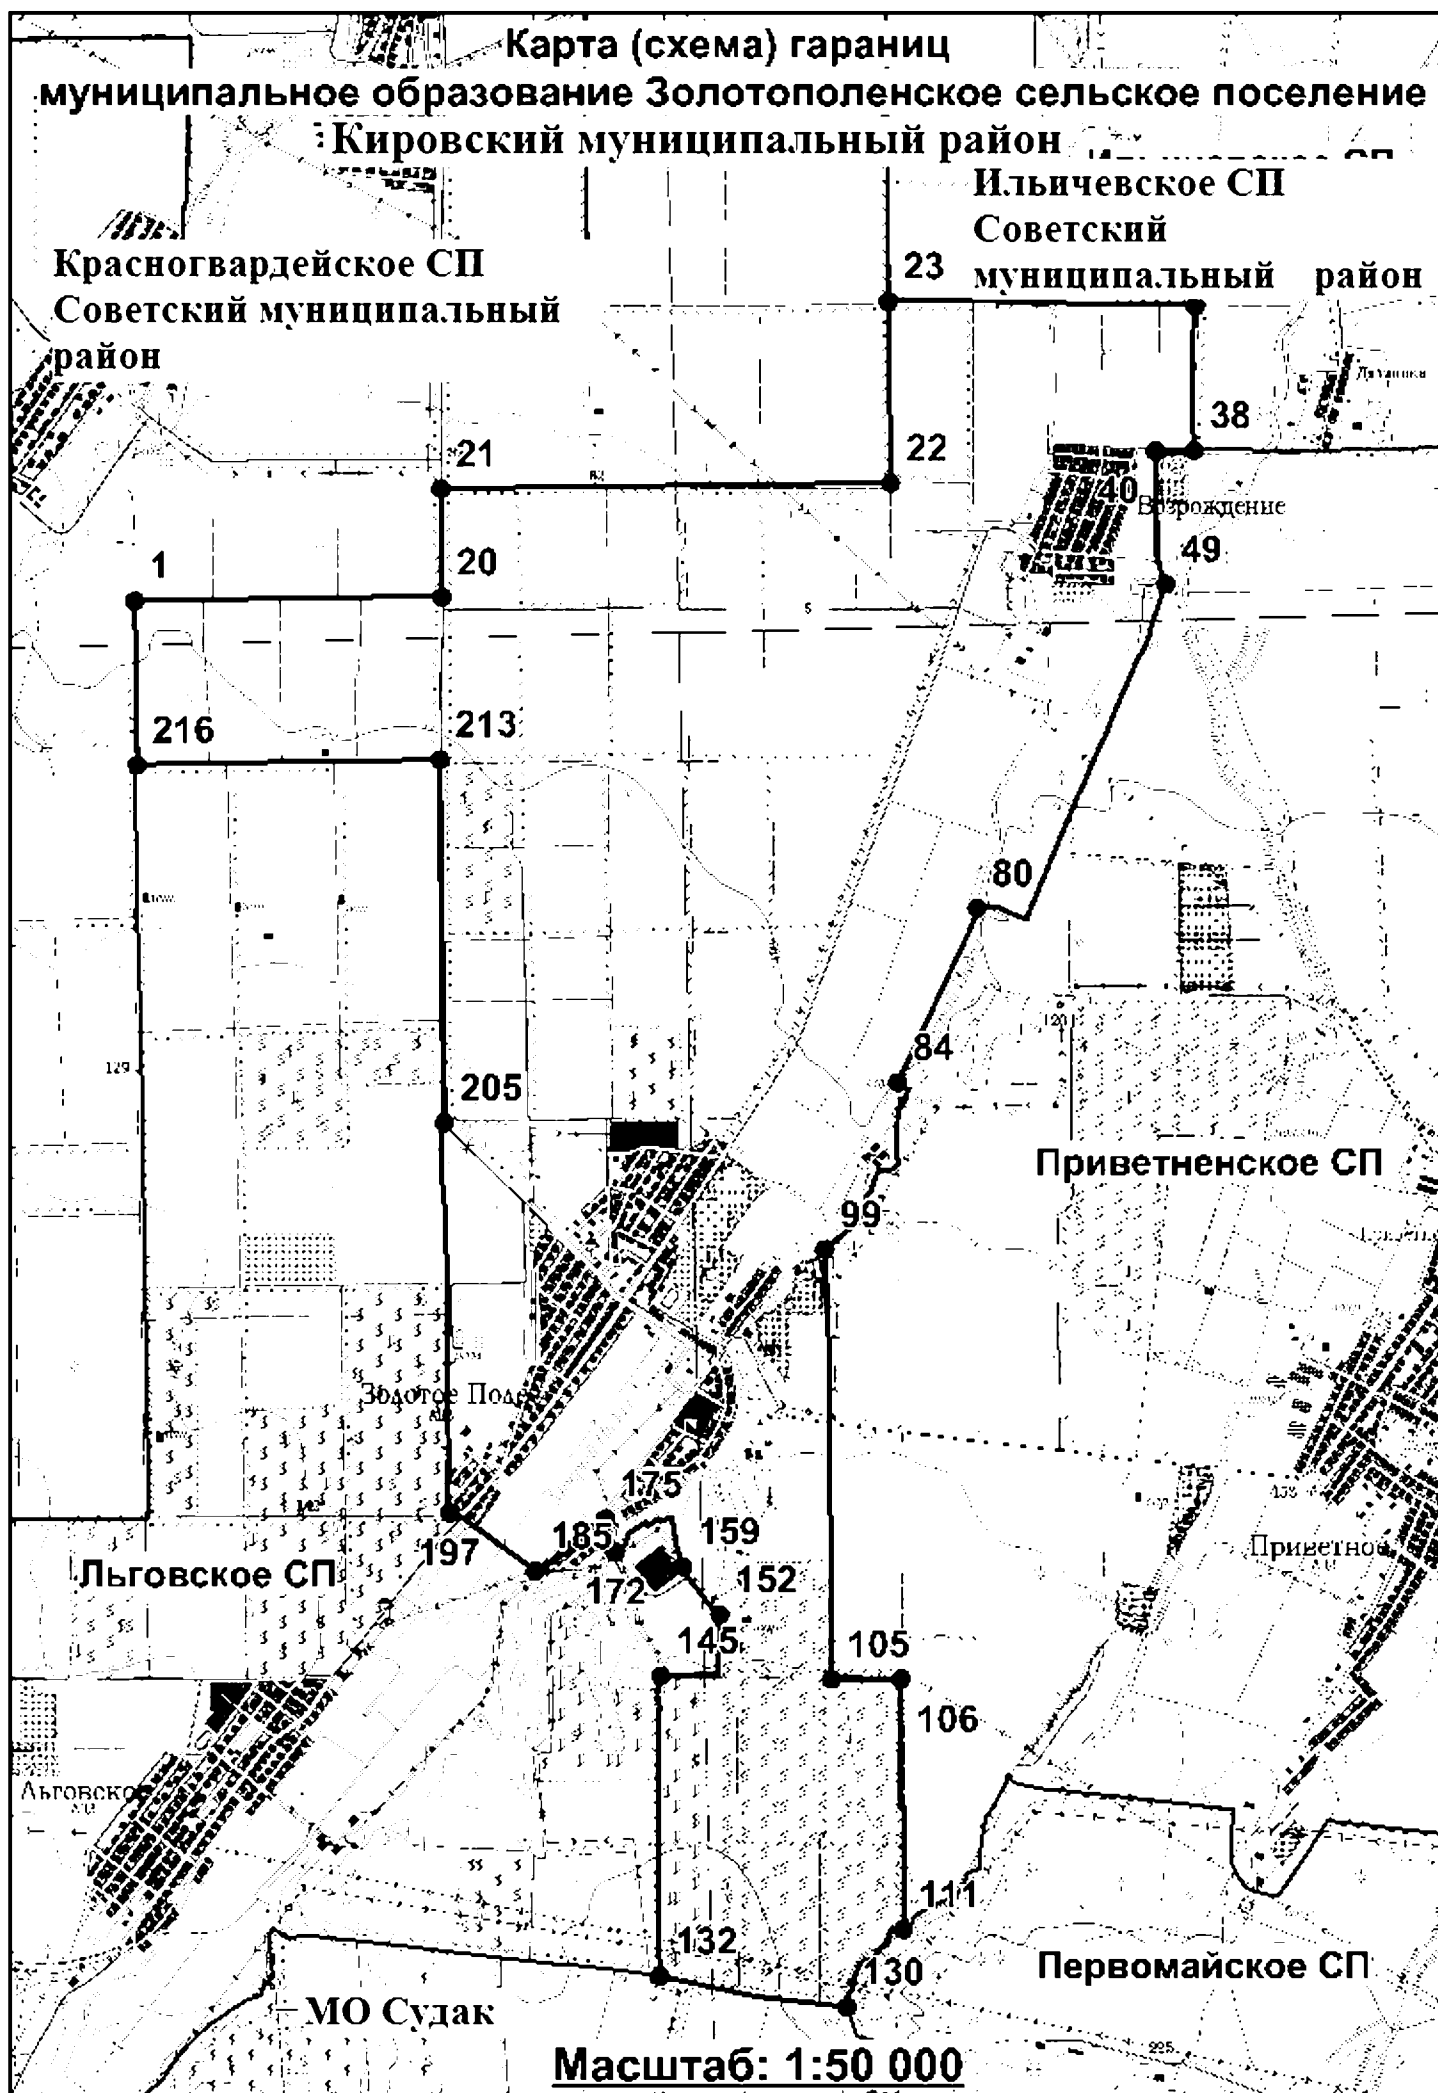 Карта (схема) гараниц
муниципальное образование Золотополенское сельское поселение
Кировский муниципальный район
Ильичевское СП
Советский
муниципальный район
Красногвардейское СП
Советский муниципальный
район
23
38
21
22
40
Возрождение
49
20
1
216
213
80
84
129
120
205
Приветненское СП
99
Золотое Поле
175
185
159
197
Льговское СП
172
152
Приветное
145
105
106
Льговское
111
132
130
Первомайское СП
МО Судак
Масштаб: 1:50 000